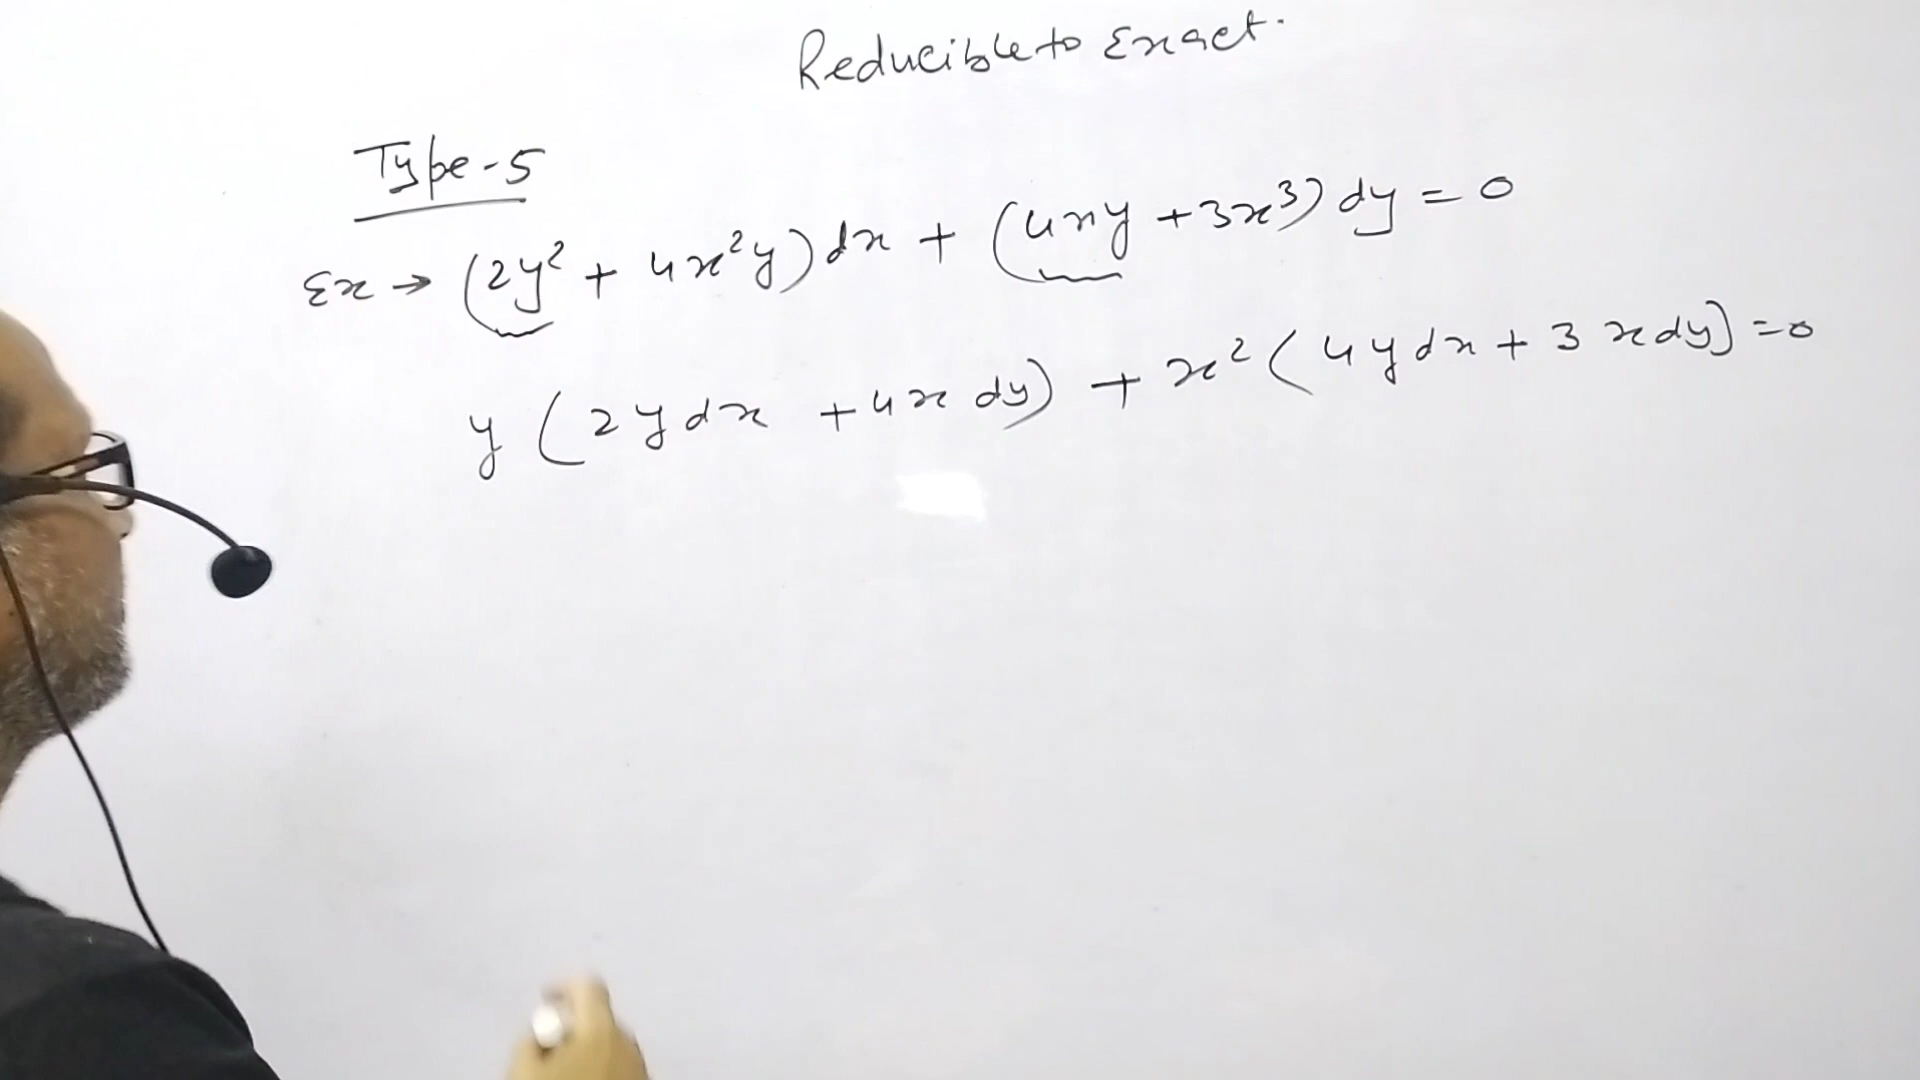 Reducible to Exact.
Type-5
Ex → (2y² + 4x²y) dx + (4xy + 3x³) dy = 0
y (2y dx + 4x dy) + x² (4y dx + 3 x dy] = 0